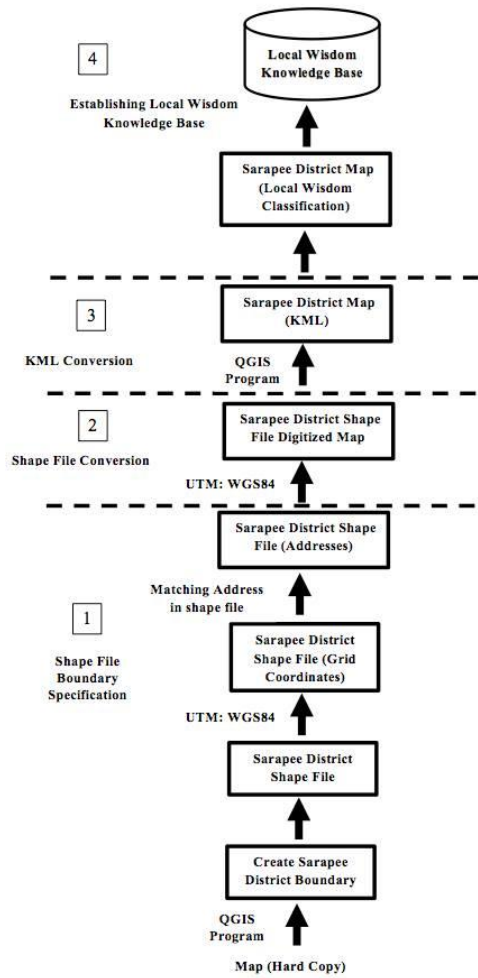 4
Local Wisdom
Knowledge Base
Establishing Local Wisdom
Knowledge Base
Sarapee District Map
(Local Wisdom
Classification)
3
Sarapee District Map
(KML)
KML Conversion
QGIS
Program
2
Sarapee District Shape
File Digitized Map
Shape File Conversion
UTM: WGS84
Sarapee District Shape
File (Addresses)
Matching Address
in shape file
1
Sarapee District
Shape File (Grid
Coordinates)
Shape File
Boundary
Specification
UTM: WGS84
Sarapee District
Shape File
Create Sarapee
District Boundary
QGIS
Program
Map (Hard Copy)